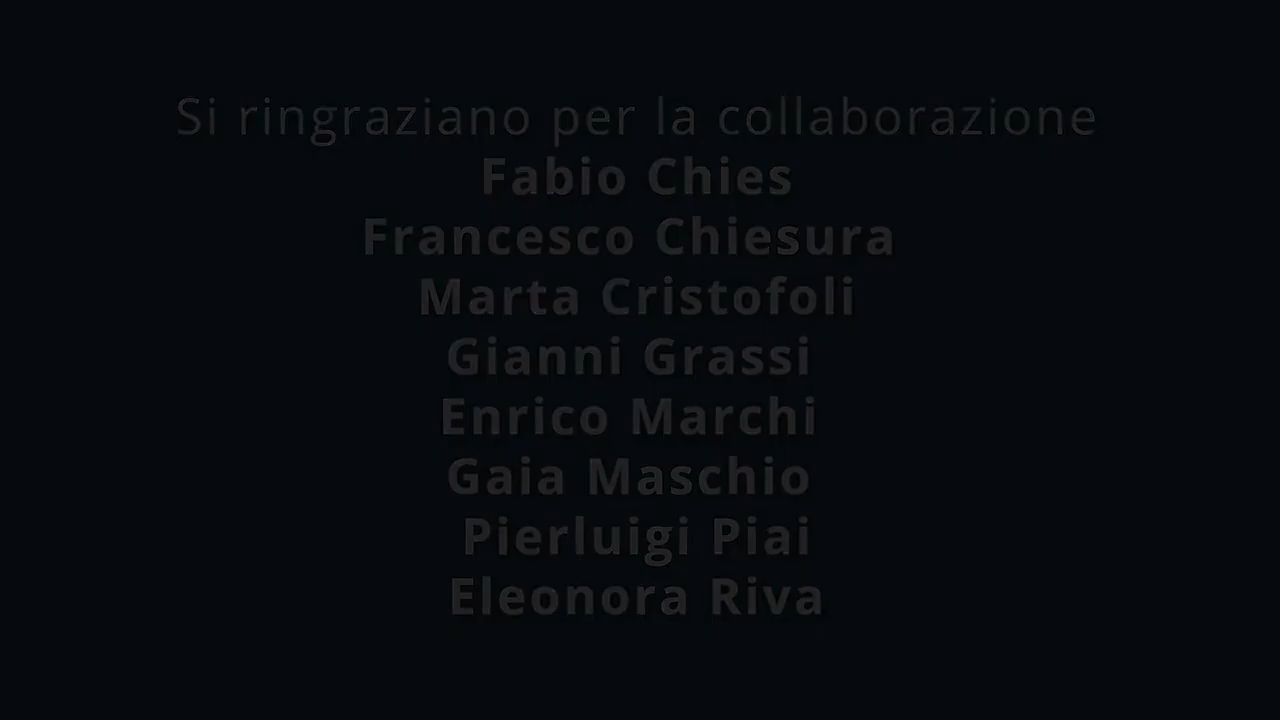 Si ringraziano per la collaborazione
Fabio Chies
Francesco Chiesura
Marta Cristofoli
Gianni Grassi
Enrico Marchi
Gaia Maschio
Pierluigi Piai
Eleonora Riva